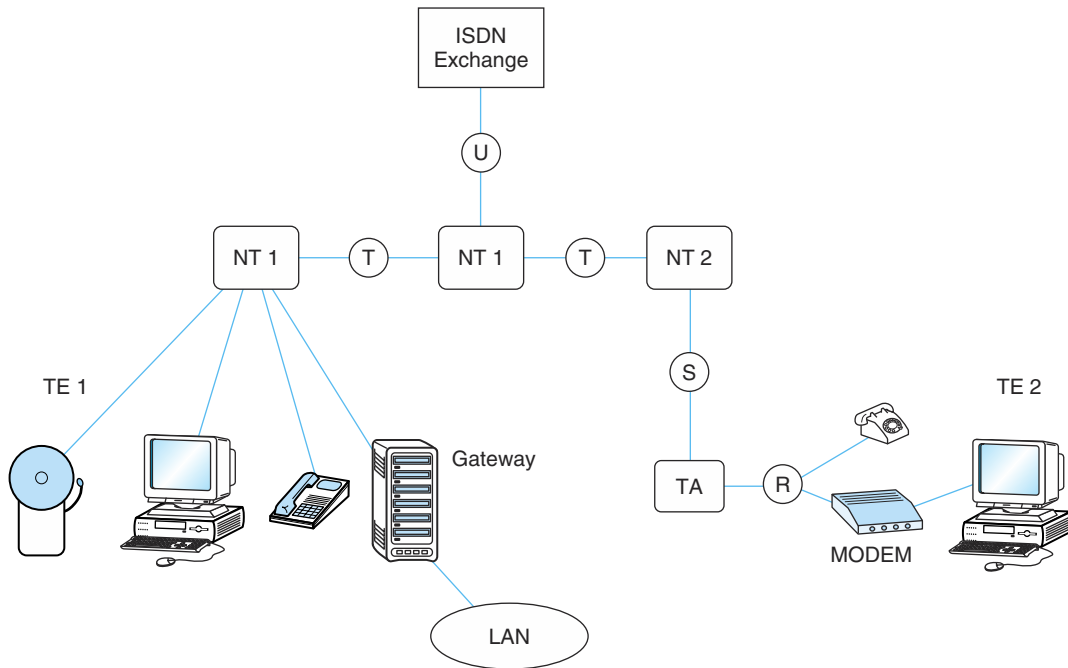 ISDN
Exchange
U
NT 1
T
NT 1
T
NT 2
S
TE 1
TE 2
Gateway
TA
R
MODEM
LAN